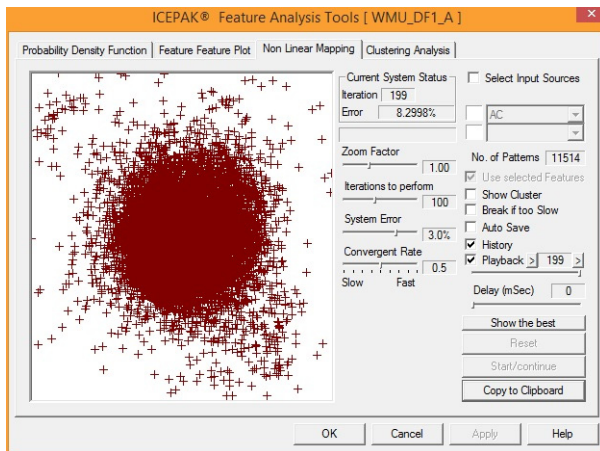 ICEPAK® Feature Analysis Tools [ WMU_DF1_A ]
Probability Density Function
Feature Feature Plot
Non Linear Mapping
Clustering Analysis
Current System Status
Iteration 199
Error 8.2998%
Zoom Factor
1.00
Iterations to perform
100
System Error
3.0%
Convergent Rate
0.5
Slow Fast
Select Input Sources
AC
No. of Patterns 11514
Use selected Features
Show Cluster
Break if too Slow
Auto Save
History
Playback > 199 >
Delay (mSec) 0
Show the best
Reset
Start/continue
Copy to Clipboard
OK Cancel Apply Help